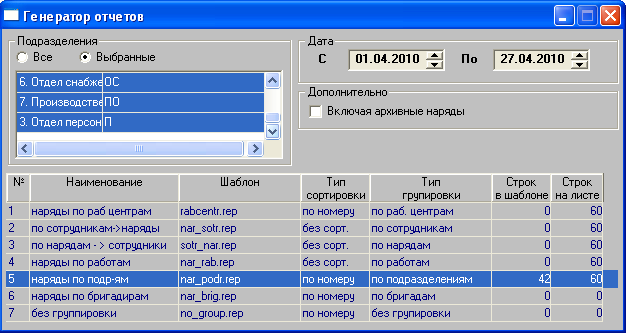 Генератор отчетов
Подразделения
Все Выбранные
6. Отдел снабже ОС
7. Производстве ПО
3. Отдел персон П
Дата
С 01.04.2010 По 27.04.2010
Дополнительно
Включая архивные наряды
№ Наименование Шаблон Тип сортировки Тип групировки Строк в шаблоне Строк на листе
1 наряды по раб центрам rabcentr.rep по номеру по раб. центрам 0 60
2 по сотрудникам->наряды nar_sotr.rep без сорт. по сотрудникам 0 60
3 по нарядам - > сотрудники sotr_nar.rep без сорт. по нарядам 0 60
4 наряды по работам nar_rab.rep без сорт. по работам 0 60
5 наряды по подр-ям nar_podr.rep по номеру по подразделениям 42 60
6 наряды по бригадирам nar_brig.rep по номеру по бригадам 0 0
7 без группировки no_group.rep по номеру без групировки 0 60